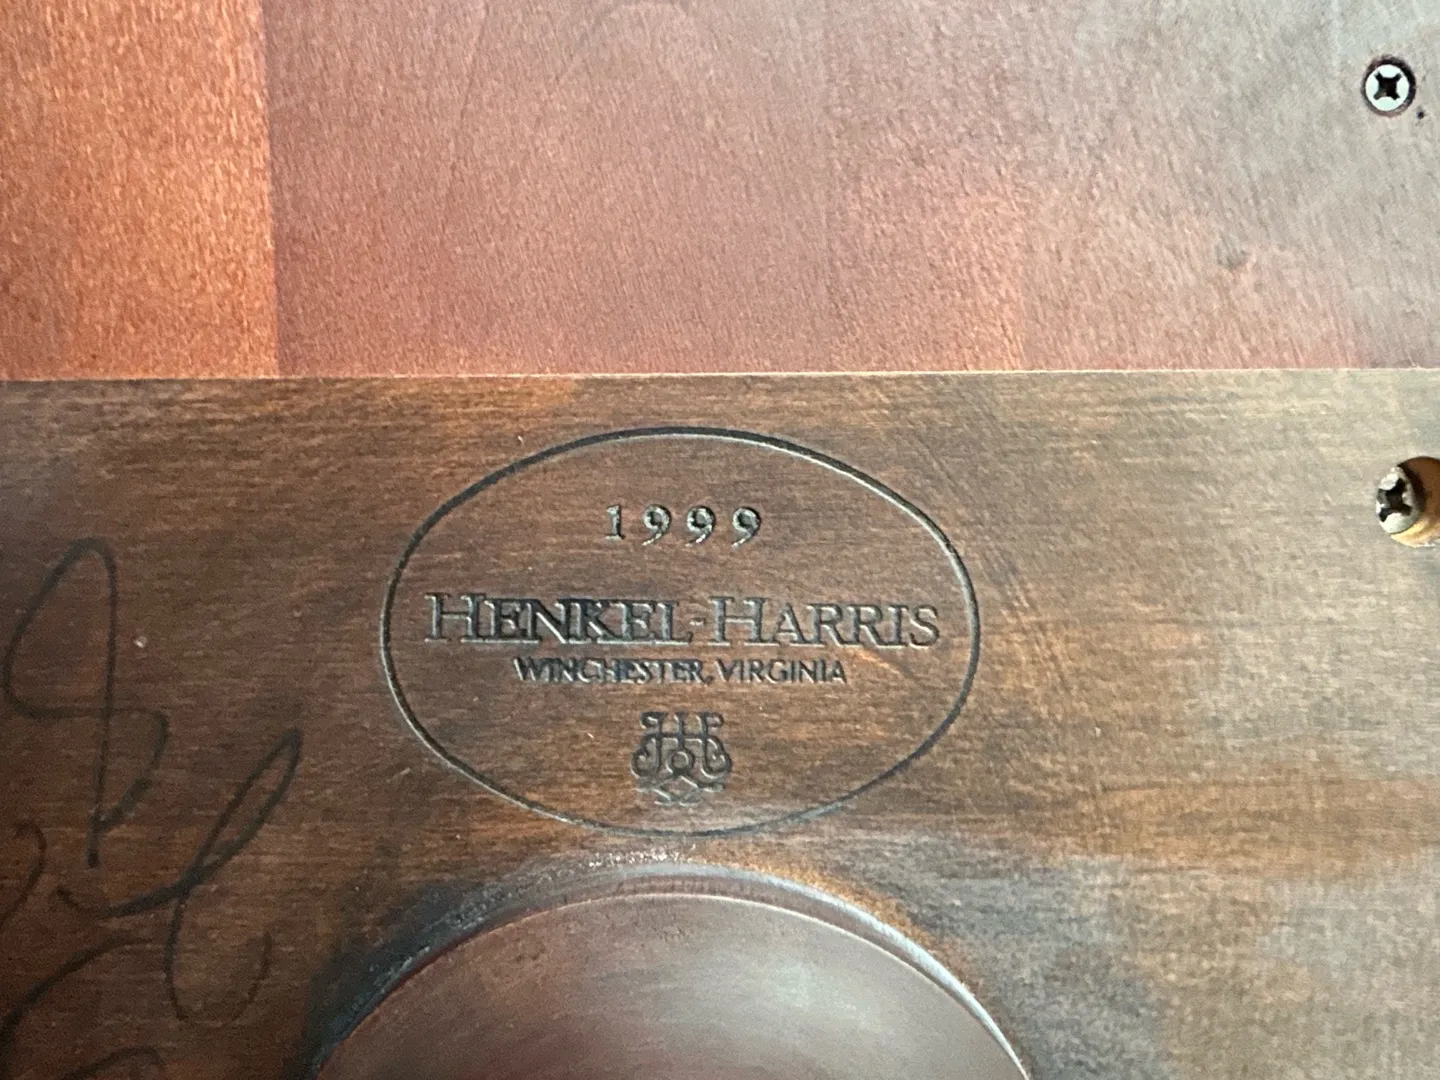 1999
HENKEL-HARRIS
WINCHESTER, VIRGINIA